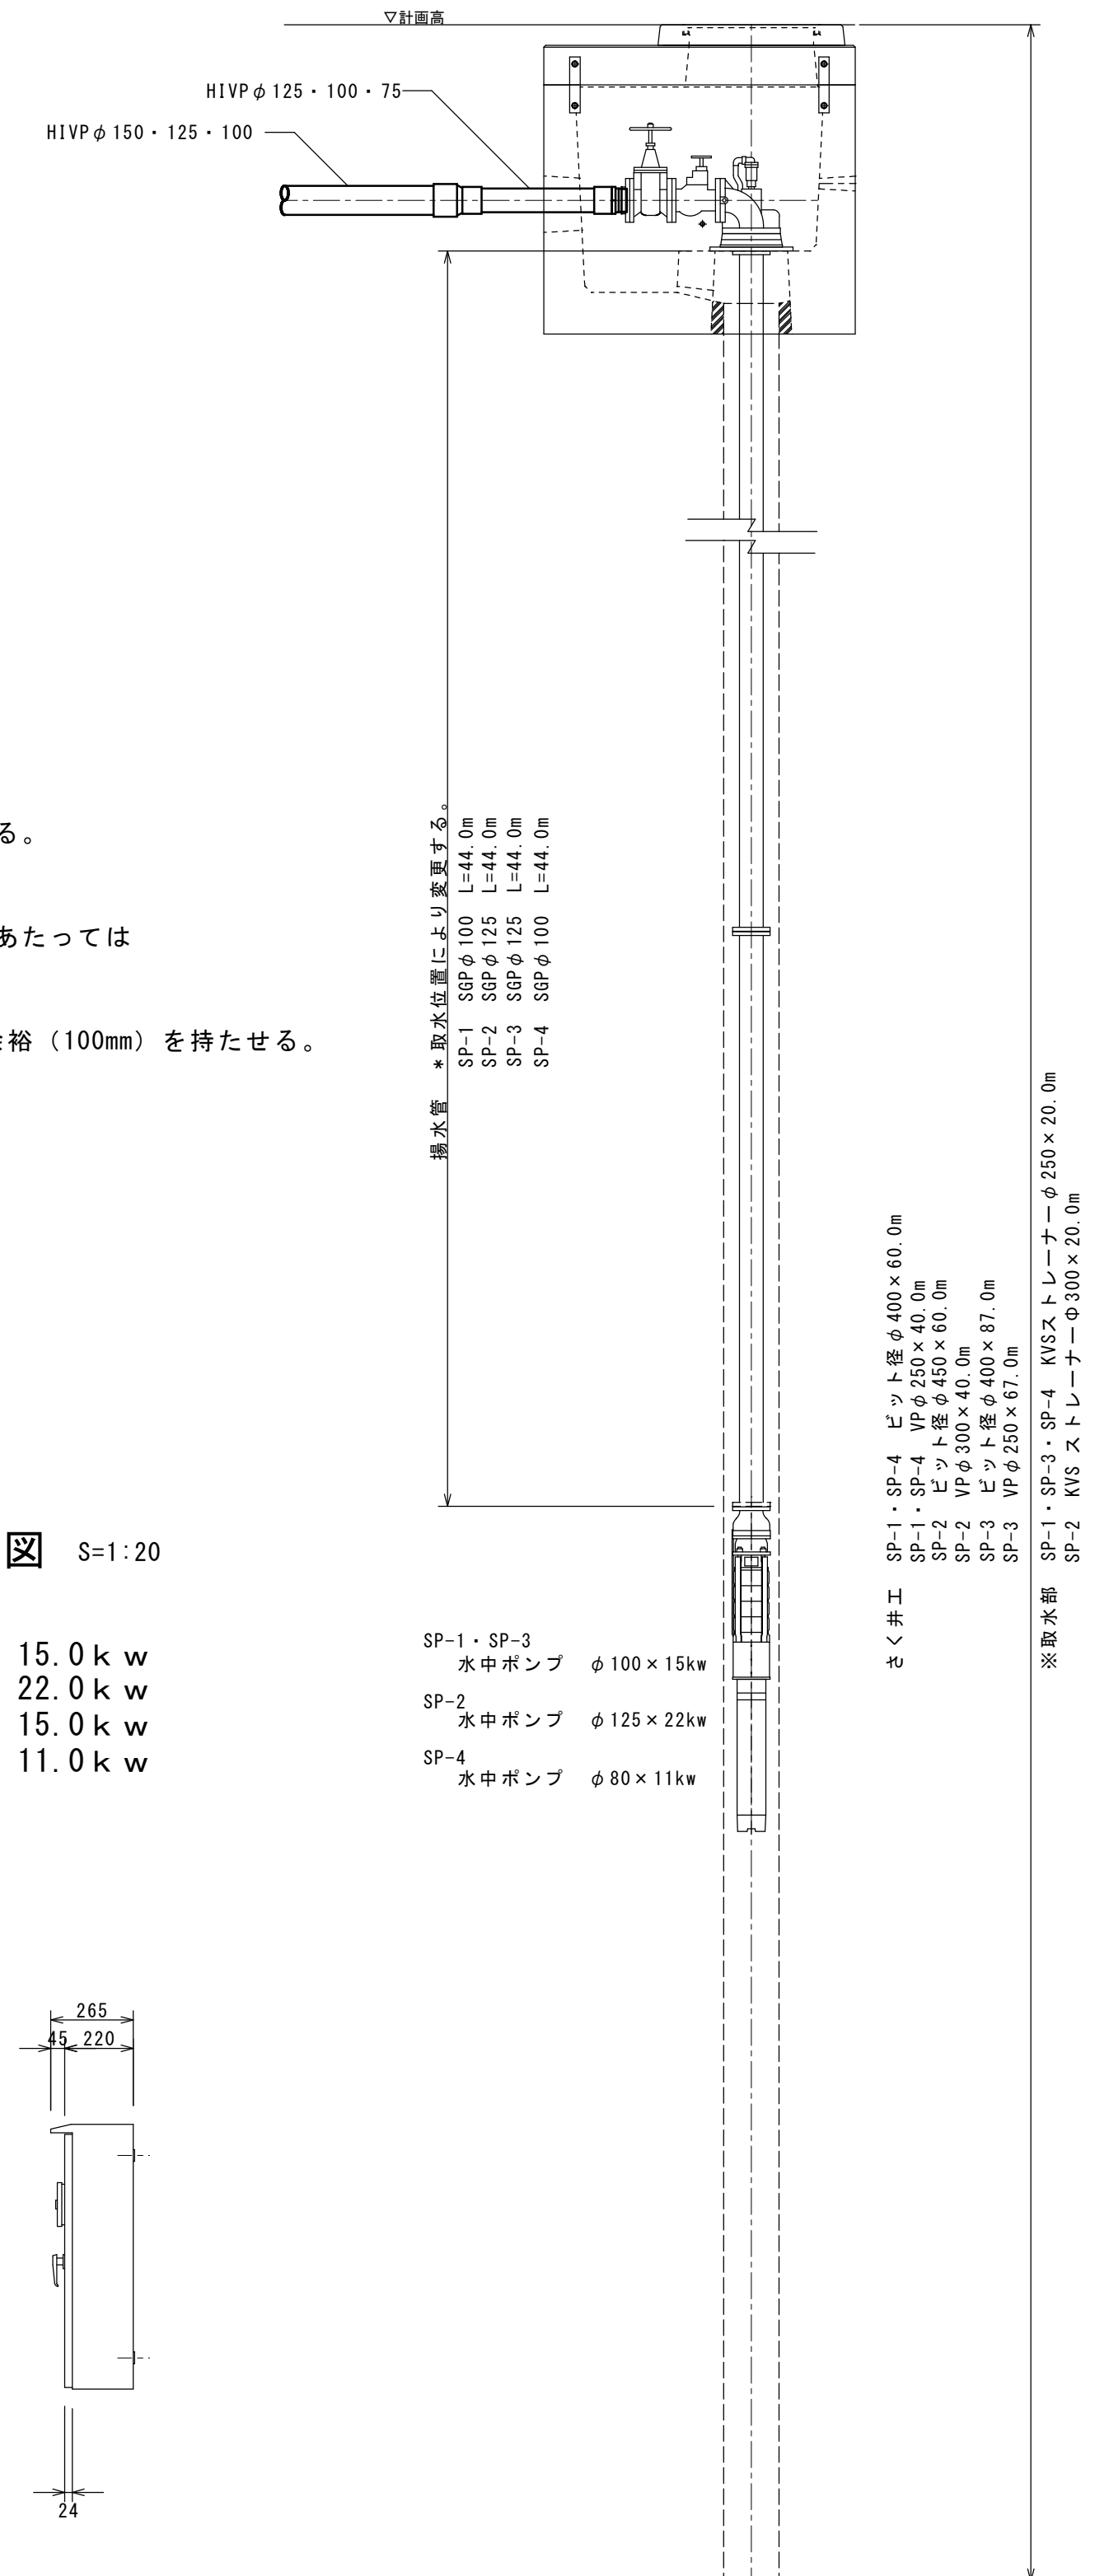 ▽計画高
HIVPφ125・100・75
HIVPφ150・125・100
る。
あたっては
裕（100mm）を持たせる。
揚水管　*取水位置により変更する。
SP-1　SGPφ100　L=44.0m
SP-2　SGPφ125　L=44.0m
SP-3　SGPφ125　L=44.0m
SP-4　SGPφ100　L=44.0m
さく井工　SP-1・SP-4　ビット径φ400×60.0m
SP-1・SP-4　VPφ250×40.0m
SP-2　ビット径φ450×60.0m
SP-2　VPφ300×40.0m
SP-3　ビット径φ400×87.0m
SP-3　VPφ250×67.0m
※取水部　SP-1・SP-3・SP-4　KVSストレーナーφ250×20.0m
SP-2　KVS ストレーナーΦ300×20.0m
図　S=1:20
15.0ｋｗ
22.0ｋｗ
15.0ｋｗ
11.0ｋｗ
SP-1・SP-3
水中ポンプ　φ100×15kw
SP-2
水中ポンプ　φ125×22kw
SP-4
水中ポンプ　φ80×11kw
265
45 220
24